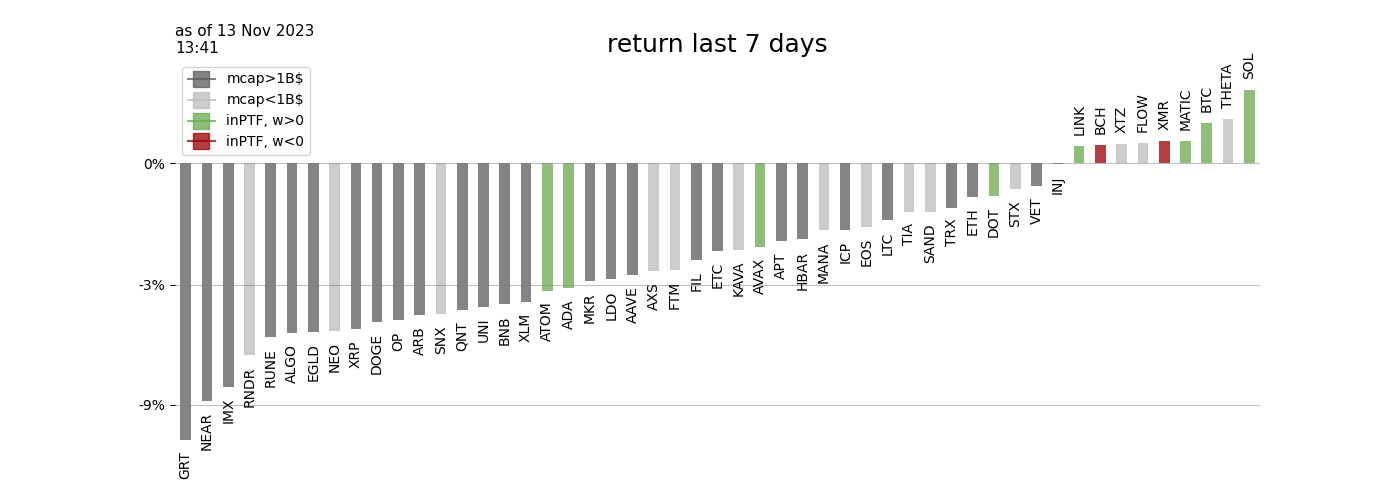 as of 13 Nov 2023
13:41
return last 7 days
mcap>1B$
mcap<1B$
inPTF, w>0
inPTF, w<0
0%
-3%
-9%
GRT
NEAR
IMX
RNDR
RUNE
ALGO
EGLD
NEO
XRP
DOGE
OP
ARB
SNX
QNT
UNI
BNB
XLM
ATOM
ADA
MKR
LDO
AAVE
AXS
FTM
FIL
ETC
KAVA
AVAX
APT
HBAR
MANA
ICP
EOS
LTC
TIA
SAND
TRX
ETH
DOT
STX
VET
INJ
LINK
BCH
XTZ
FLOW
XMR
MATIC
BTC
THETA
SOL